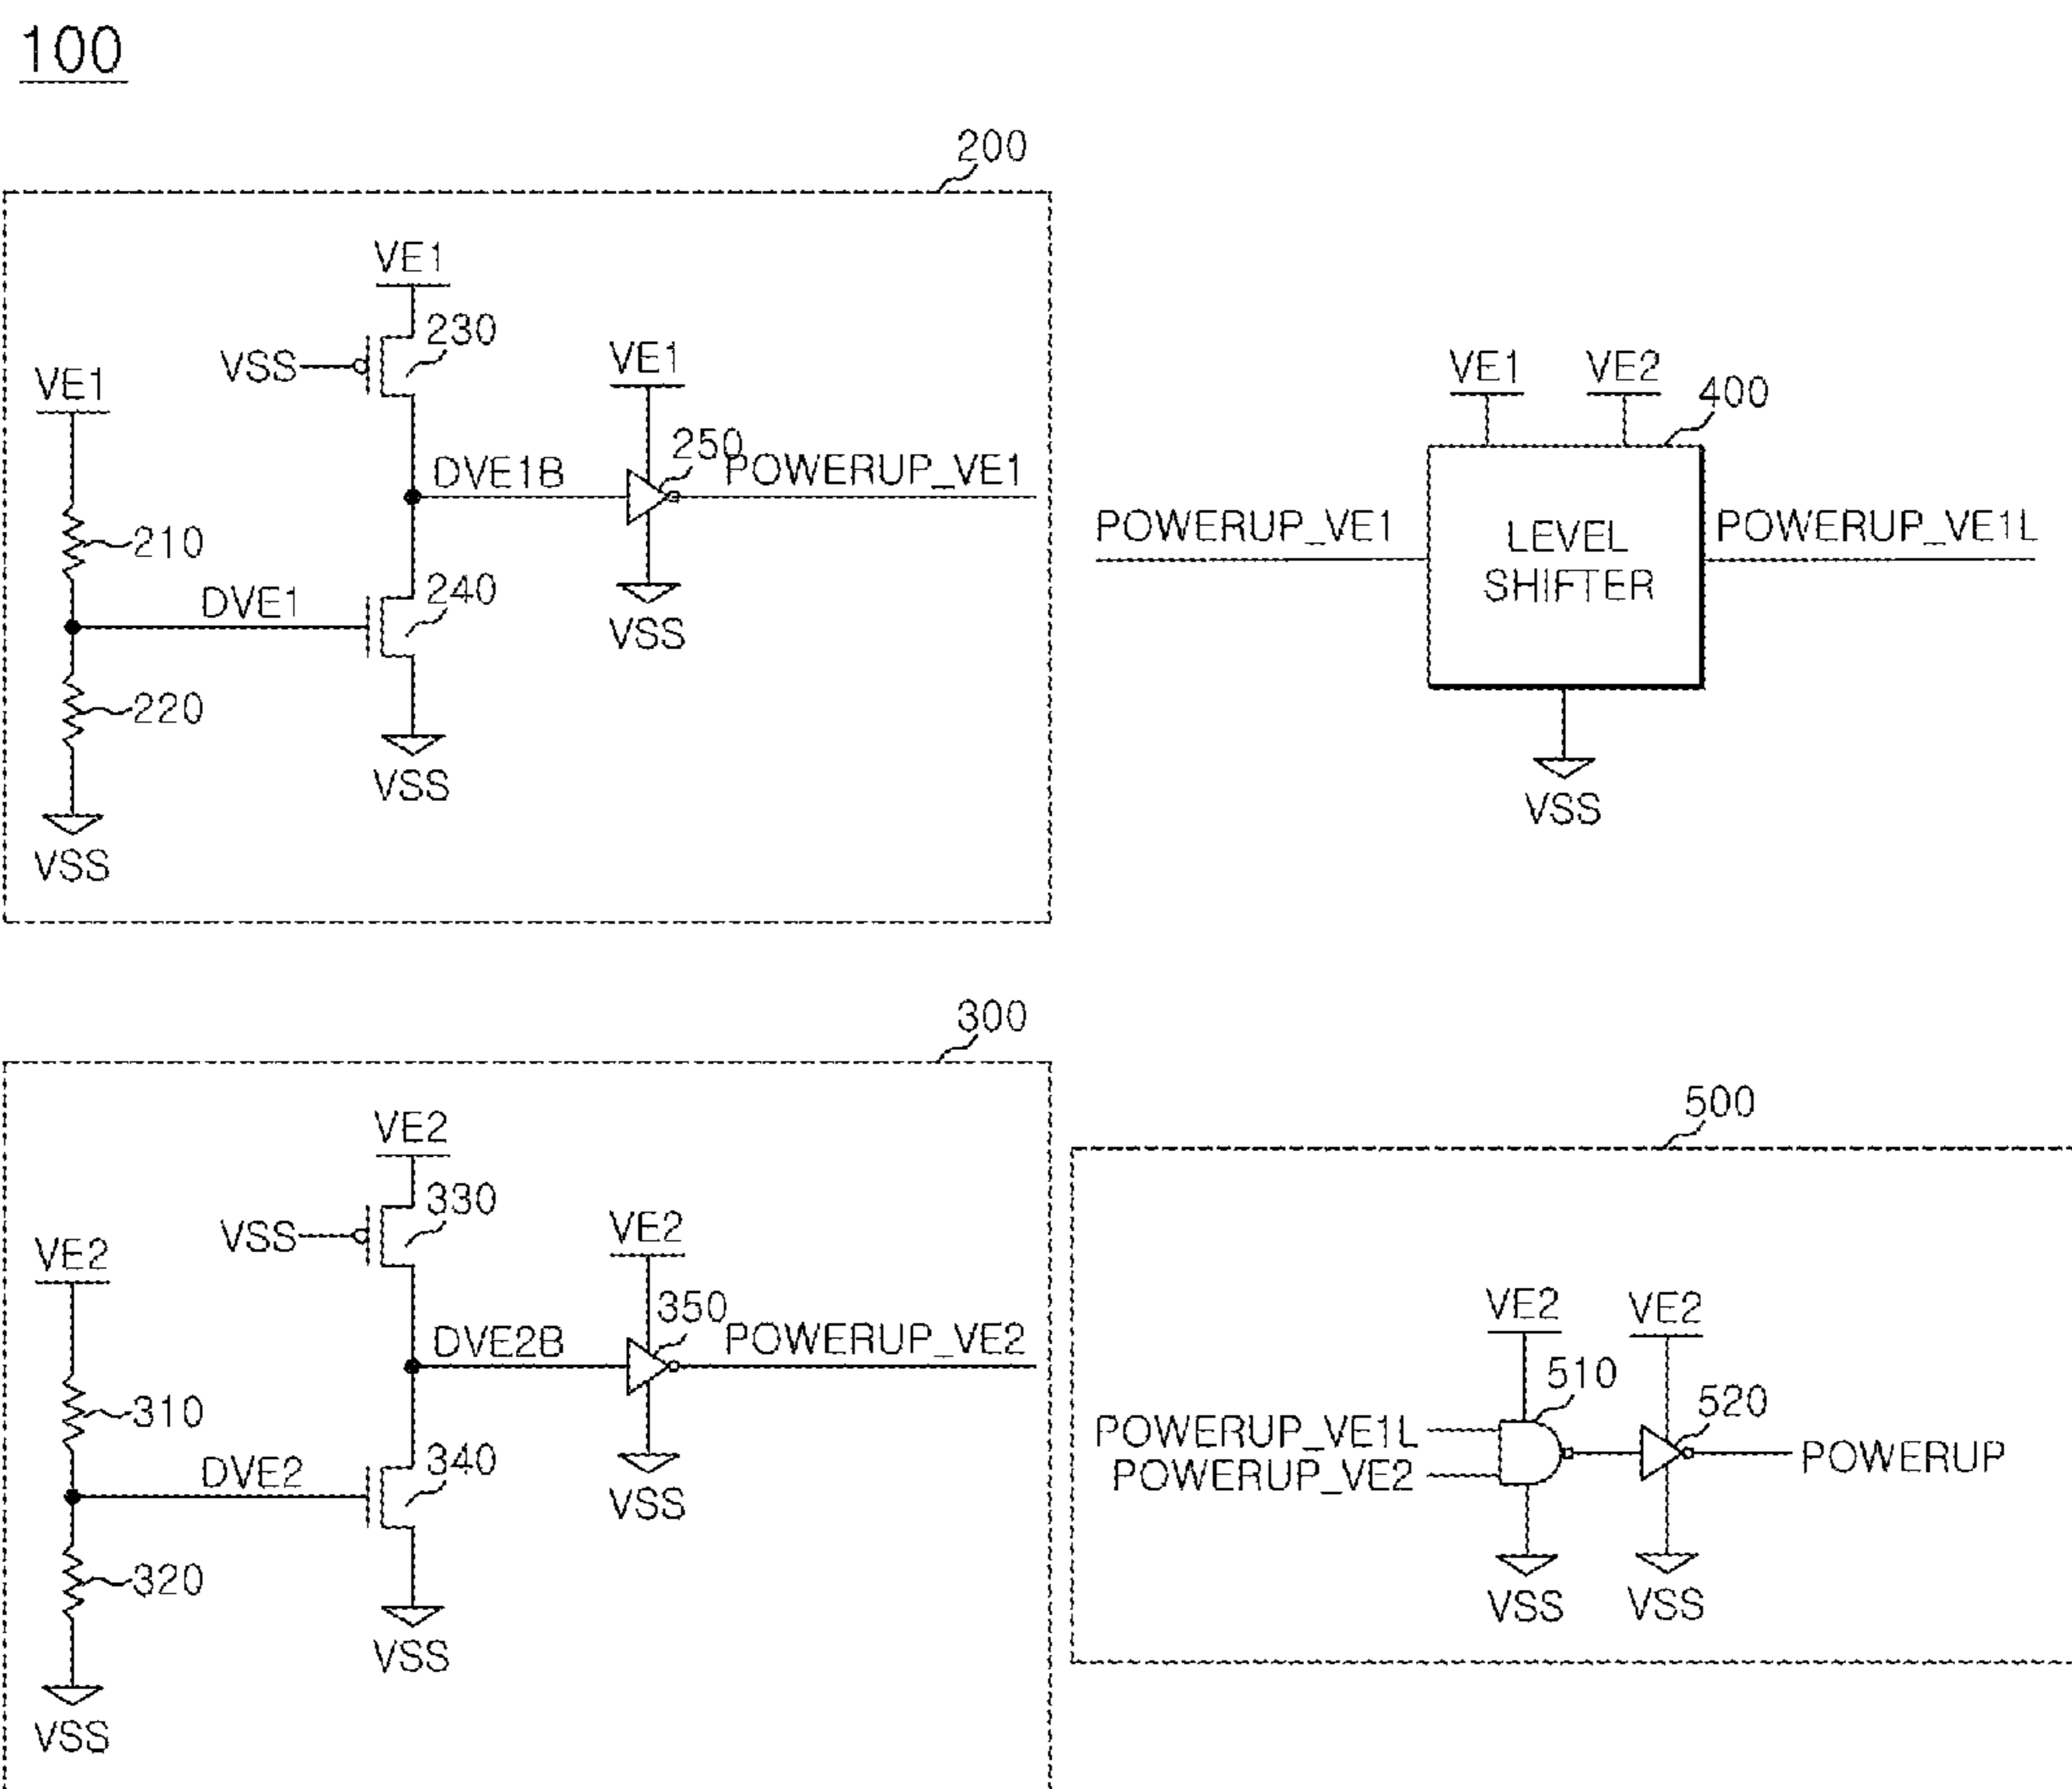 100
200
VE1
230
VSS
VE1
VE1
250
DVE1B
POWERUP_VE1
210
240
DVE1
VSS
220
VSS
VSS
VE1
VE2
400
POWERUP_VE1
LEVEL
SHIFTER
POWERUP_VE1L
VSS
300
VE2
330
VSS
VE2
VE2
350
DVE2B
POWERUP_VE2
310
340
DVE2
VSS
320
VSS
VSS
500
VE2
VE2
510
520
POWERUP_VE1L
POWERUP_VE2
POWERUP
VSS
VSS